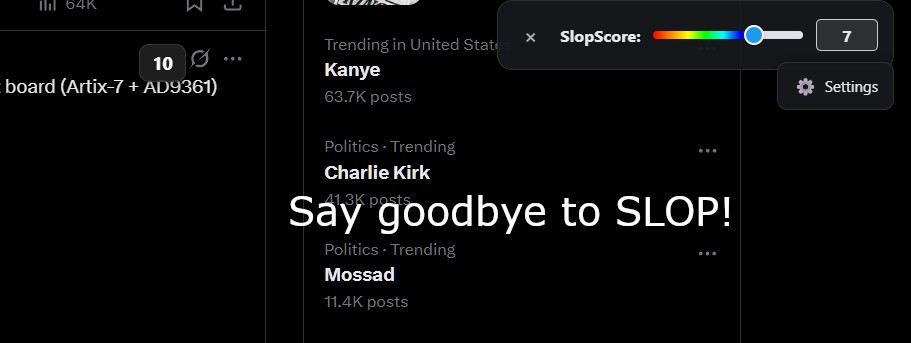 64K
10
t board (Artix-7 + AD9361)
× SlopScore: 7
Settings
Trending in United States
Kanye
63.7K posts
Politics · Trending
Charlie Kirk
41.3K posts
Say goodbye to SLOP!
Politics · Trending
Mossad
11.4K posts